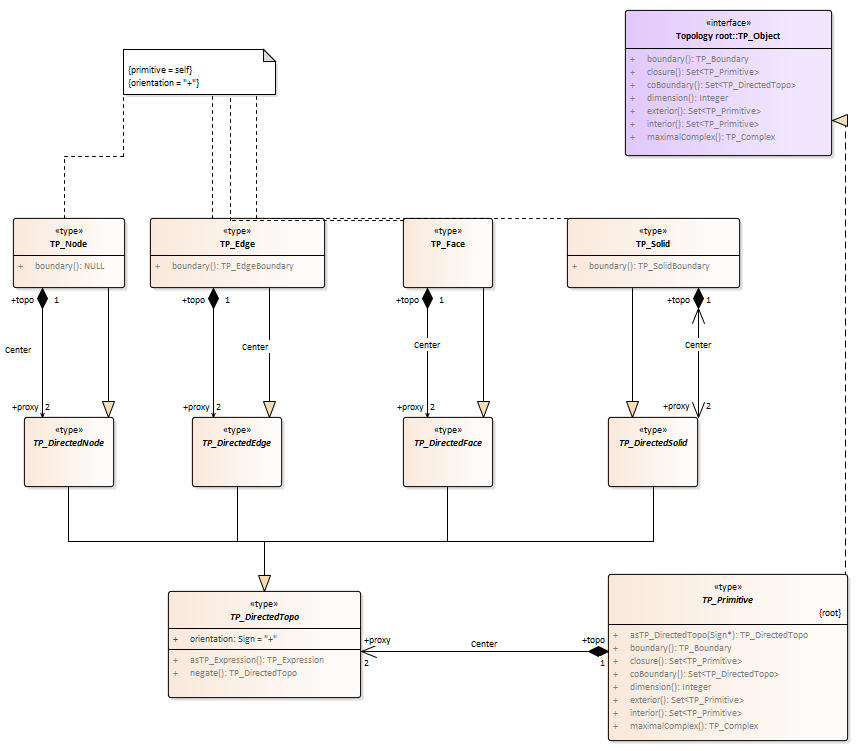 «interface»
Topology root::TP_Object
+ boundary(): TP_Boundary
+ closure(): Set<TP_Primitive>
+ coBoundary(): Set<TP_DirectedTopo>
+ dimension(): Integer
+ exterior(): Set<TP_Primitive>
+ interior(): Set<TP_Primitive>
+ maximalComplex(): TP_Complex
{primitive = self}
{orientation = "+"}
«type»
TP_Node
+ boundary(): NULL
«type»
TP_Edge
+ boundary(): TP_EdgeBoundary
«type»
TP_Face
«type»
TP_Solid
+ boundary(): TP_SolidBoundary
+topo 1
+topo 1
+topo 1
+topo 1
Center
Center
Center
Center
+proxy 2
+proxy 2
+proxy 2
+proxy 2
«type»
TP_DirectedNode
«type»
TP_DirectedEdge
«type»
TP_DirectedFace
«type»
TP_DirectedSolid
«type»
TP_DirectedTopo
+ orientation: Sign = "+"
+ asTP_Expression(): TP_Expression
+ negate(): TP_DirectedTopo
+proxy
2
Center
+topo
1
«type»
TP_Primitive
{root}
+ asTP_DirectedTopo(Sign*): TP_DirectedTopo
+ boundary(): TP_Boundary
+ closure(): Set<TP_Primitive>
+ coBoundary(): Set<TP_DirectedTopo>
+ dimension(): Integer
+ exterior(): Set<TP_Primitive>
+ interior(): Set<TP_Primitive>
+ maximalComplex(): TP_Complex